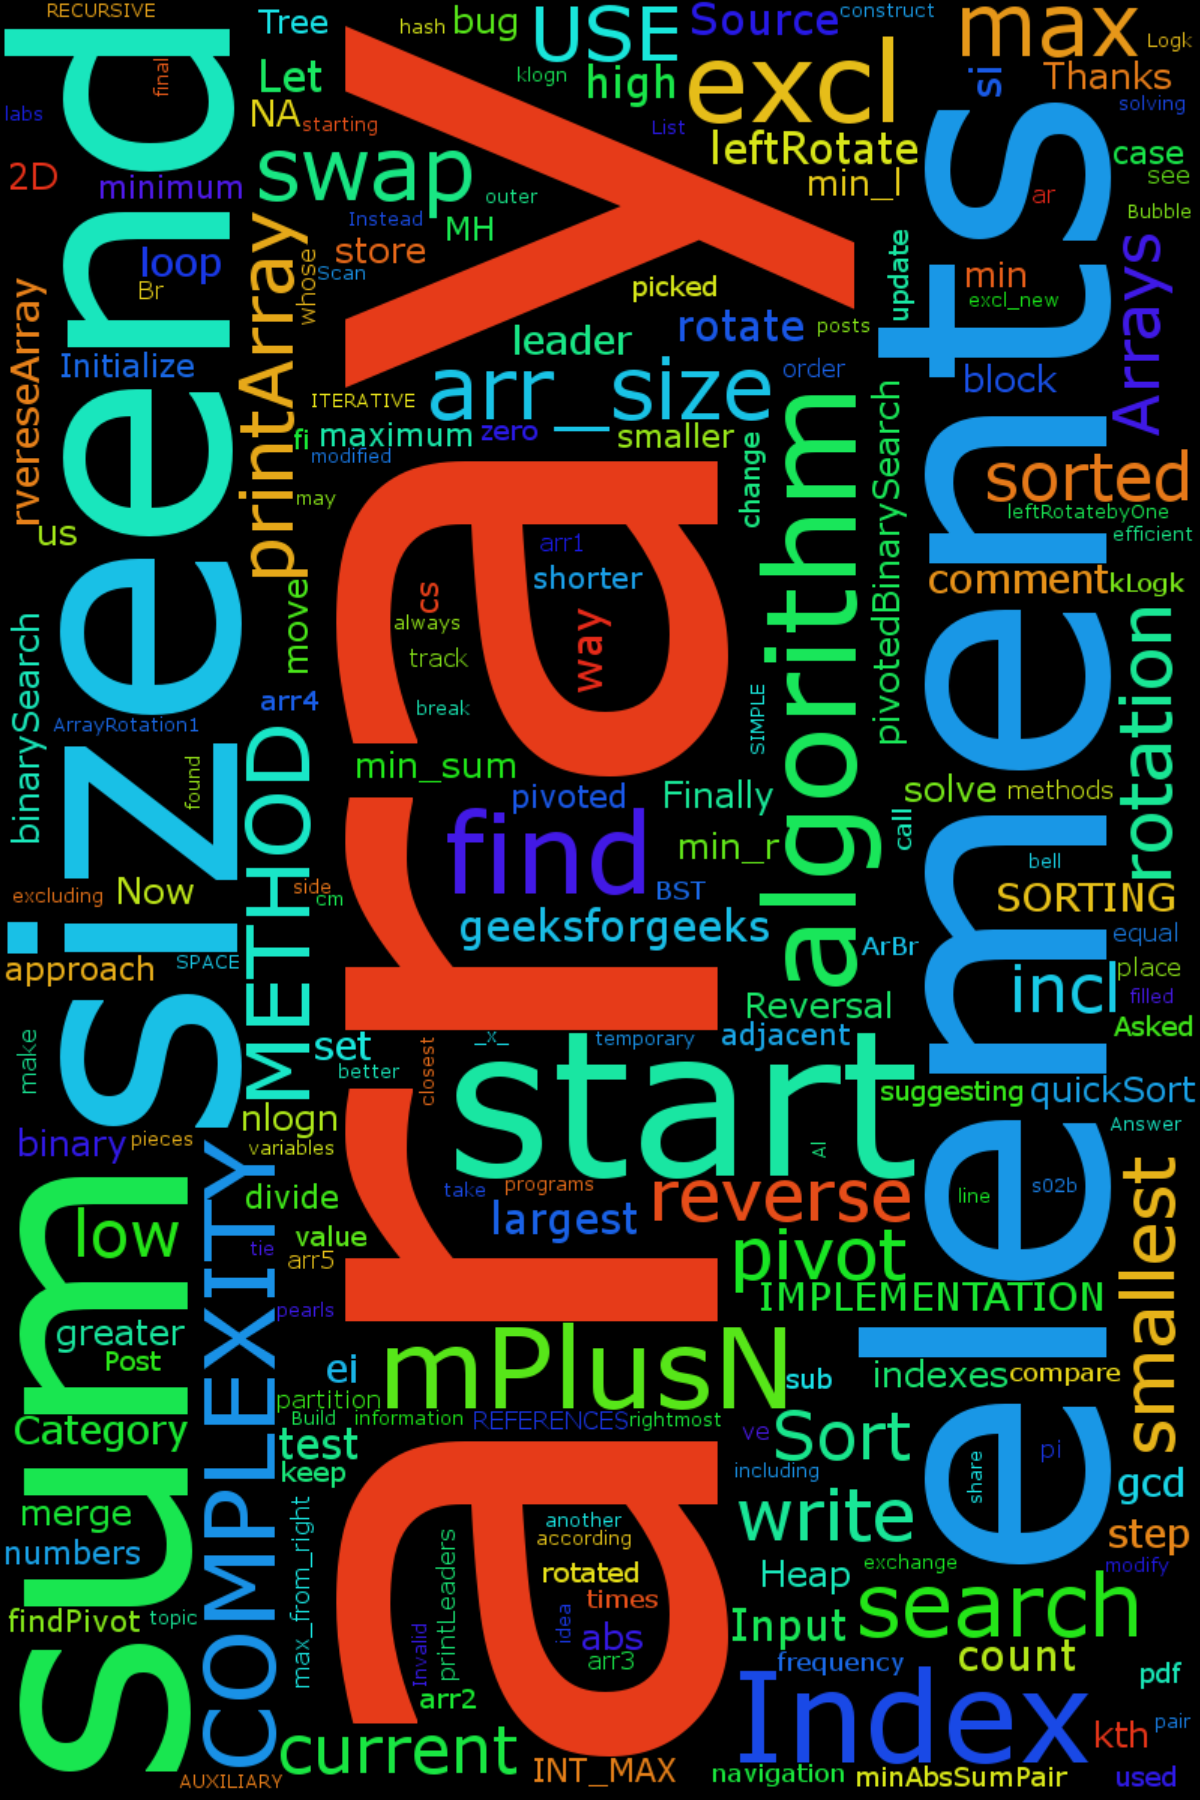 RECURSIVE
Tree
hash
bug
USE
Source
construct
max
Logk
final
Let
klogn
high
excl
si
Thanks
labs
NA
starting
List
solving
end
array
elements
leftRotate
case
2D
minimum
swap
outer
min_l
ar
see
Instead
MH
Bubble
loop
Br
printArray
whose
store
Scan
picked
update
min
excl_new
Arrays
rvereseArray
leader
rotate
posts
Initialize
arr_size
order
block
ITERATIVE
fi
maximum
zero
smaller
modified
change
algorithm
pivotedBinarySearch
sorted
may
leftRotatebyOne
us
efficient
arr1
shorter
comment
kLogk
move
cs
always
way
track
rotation
binarySearch
size
arr4
break
SIMPLE
ArrayRotation1
found
METHOD
min_sum
pivoted
Finally
solve
methods
call
find
min_r
bell
excluding
Now
side
cm
BST
SORTING
geeksforgeeks
ArBr
equal
approach
SPACE
incl
place
filled
Reversal
Asked
make
set
_x_
temporary
adjacent
better
closest
start
suggesting
quickSort
nlogn
Answer
binary
pieces
variables
AI
COMPLEXITY
sum
low
divide
take
programs
reverse
line
s02b
smallest
value
largest
tie
arr5
pivot
pearls
IMPLEMENTATION
greater
Post
mPlusN
ei
sub
indexes
compare
partition
Build
information
REFERENCES
rightmost
Category
test
ve
Sort
pi
keep
including
share
gcd
merge
max_from_right
another
write
step
numbers
according
printLeaders
rotated
Heap
exchange
modify
findPivot
topic
times
idea
abs
Input
search
Invalid
arr3
frequency
count
pdf
arr2
Index
kth
pair
current
INT_MAX
navigation
minAbsSumPair
used
AUXILIARY